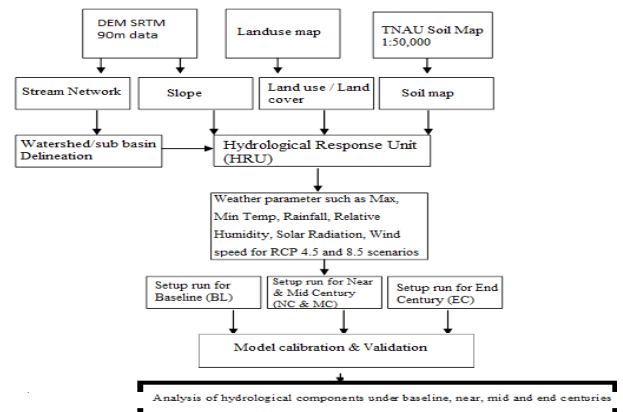 DEM SRTM
90m data
Landuse map
TNAU Soil Map
1:50,000
Stream Network
Slope
Land use / Land
cover
Soil map
Watershed/sub basin
Delineation
Hydrological Response Unit
(HRU)
Weather parameter such as Max,
Min Temp, Rainfall, Relative
Humidity, Solar Radiation, Wind
speed for RCP 4.5 and 8.5 scenarios
Setup run for
Baseline (BL)
Setup run for Near
& Mid Century
(NC & MC)
Setup run for End
Century (EC)
Model calibration & Validation
Analysis of hydrological components under baseline, near, mid and end centuries